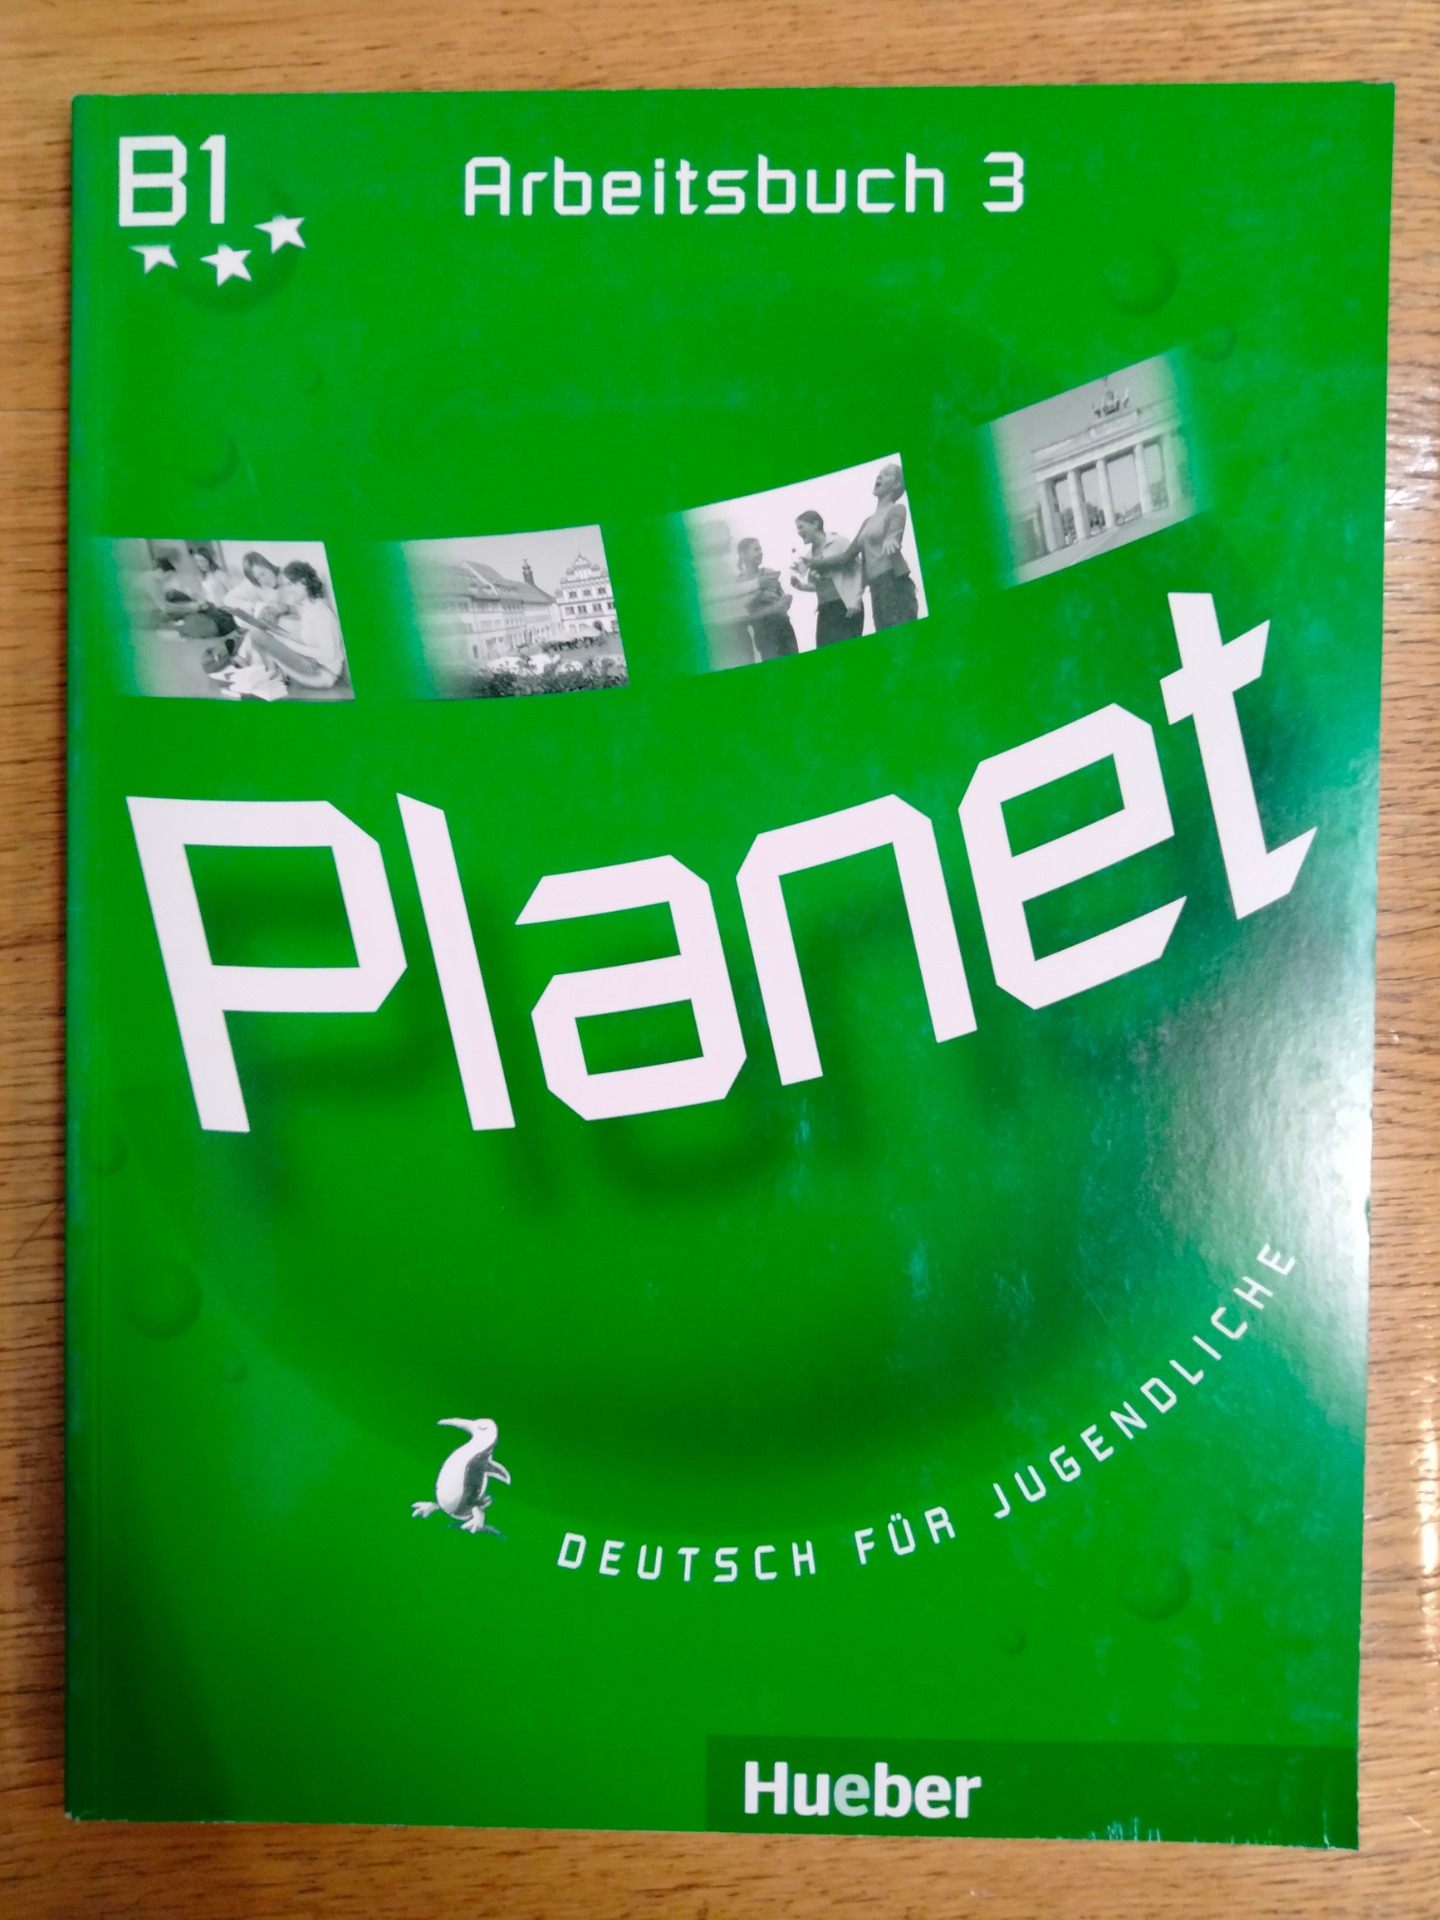 B1
Arbeitsbuch 3
Planet
DEUTSCH FÜR JUGENDLICHE
Hueber